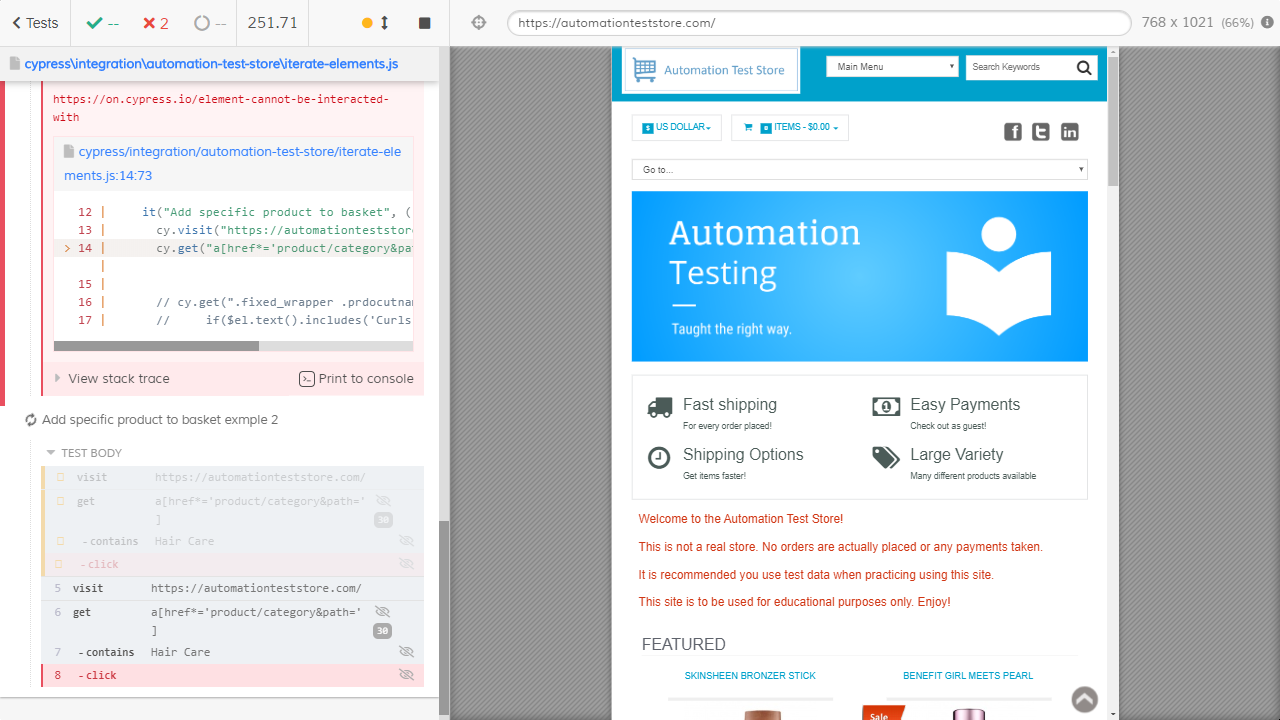 Tests
--
2
--
251.71
https://automationteststore.com/
768 x 1021 (66%)
cypress\integration\automation-test-store\iterate-elements.js
https://on.cypress.io/element-cannot-be-interacted-
with
cypress/integration/automation-test-store/iterate-ele
ments.js:14:73
12 | it("Add specific product to basket", (
13 | cy.visit("https://automationteststor
> 14 | cy.get("a[href*='product/category&pa
|
15 |
16 | // cy.get(".fixed_wrapper .prdocutnam
17 | // if($el.text().includes('Curls
View stack trace
Print to console
Add specific product to basket exmple 2
TEST BODY
visit https://automationteststore.com/
get a[href*='product/category&path='
]
30
-contains Hair Care
-click
5 visit https://automationteststore.com/
6 get a[href*='product/category&path='
]
30
7 -contains Hair Care
8 -click
Automation Test Store
Main Menu
Search Keywords
$ US DOLLAR
0 ITEMS - $0.00
Go to...
Automation
Testing
Taught the right way.
Fast shipping
For every order placed!
Easy Payments
Check out as guest!
Shipping Options
Get items faster!
Large Variety
Many different products available
Welcome to the Automation Test Store!
This is not a real store. No orders are actually placed or any payments taken.
It is recommended you use test data when practicing using this site.
This site is to be used for educational purposes only. Enjoy!
FEATURED
SKINSHEEN BRONZER STICK
BENEFIT GIRL MEETS PEARL
Sale